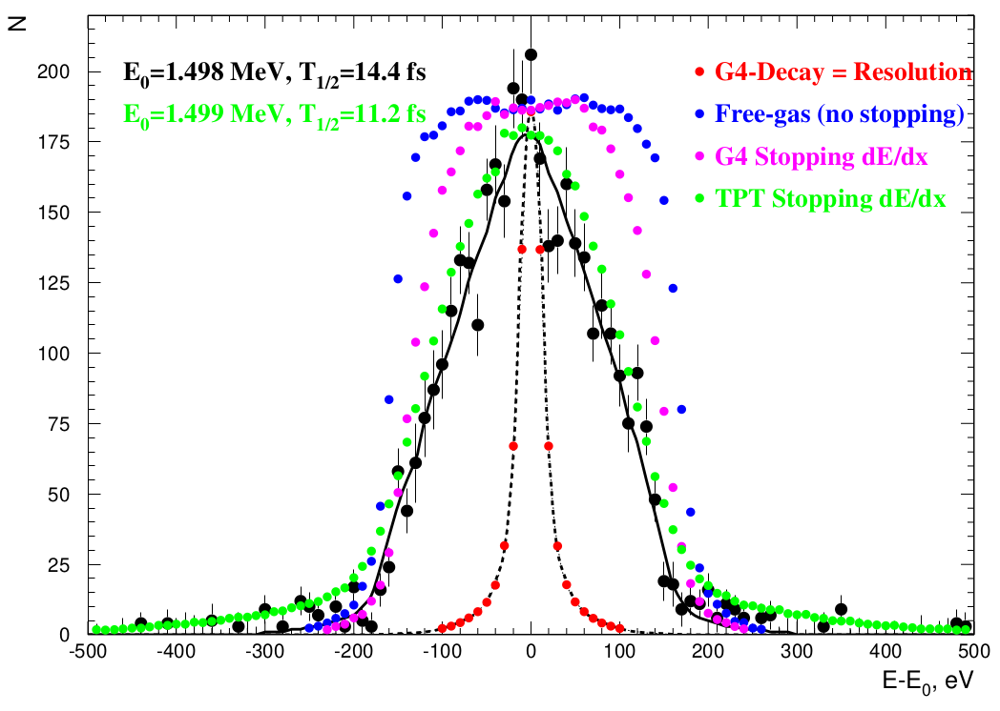 N
E0=1.498 MeV, T1/2=14.4 fs
E0=1.499 MeV, T1/2=11.2 fs
G4-Decay = Resolution
Free-gas (no stopping)
G4 Stopping dE/dx
TPT Stopping dE/dx
200
175
150
125
100
75
50
25
0
-500 -400 -300 -200 -100 0 100 200 300 400 500
E-E0, eV